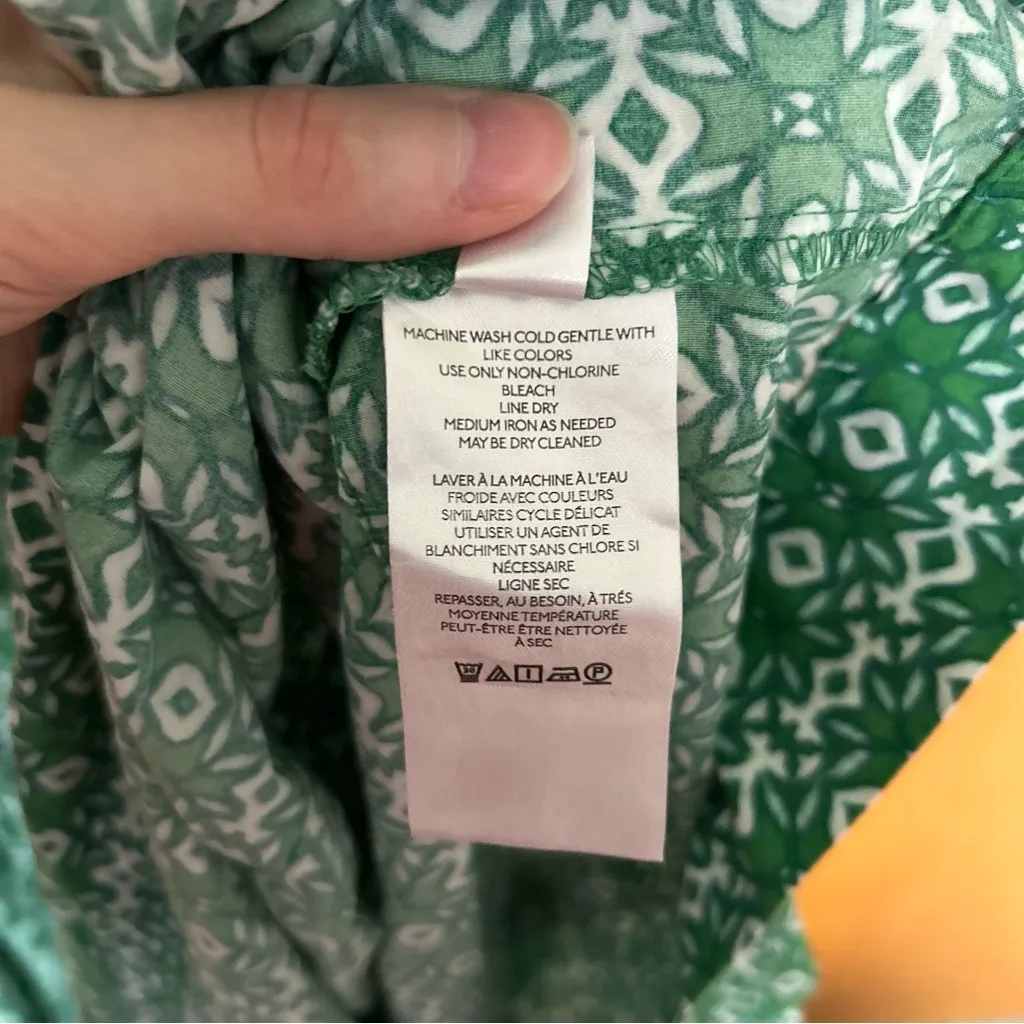 MACHINE WASH COLD GENTLE WITH
LIKE COLORS
USE ONLY NON-CHLORINE
BLEACH
LINE DRY
MEDIUM IRON AS NEEDED
MAY BE DRY CLEANED
LAVER À LA MACHINE À L'EAU
FROIDE AVEC COULEURS
SIMILAIRES CYCLE DÉLICAT
UTILISER UN AGENT DE
BLANCHIMENT SANS CHLORE SI
NÉCESSAIRE
LIGNE SEC
REPASSER, AU BESOIN, À TRÉS
MOYENNE TEMPÉRATURE
PEUT-ÊTRE ÊTRE NETTOYÉE
À SEC
30 P